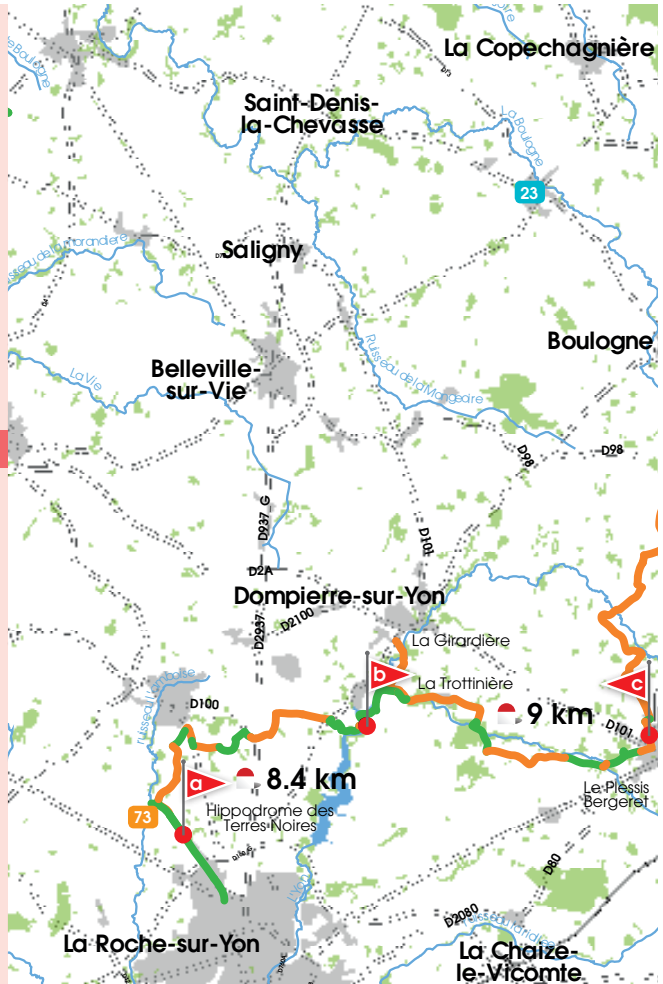 La Copechagnière
Saint-Denis-
la-Chevasse
La Boulogne
23
Saligny
Boulogne
Ruisseau de la Mongeaire
Belleville-
sur-Vie
La Vie
D98
D98
D937_G
D101
D2A
Dompierre-sur-Yon
D2100
D2937
La Girardière
b
La Trottinière
c
D100
9 km
D101
a
8.4 km
Le Plessis
Bergeret
73
Hippodrome des
Terres Noires
D80
L'Yon
D2080
La Roche-sur-Yon
La Chaize-
le-Vicomte